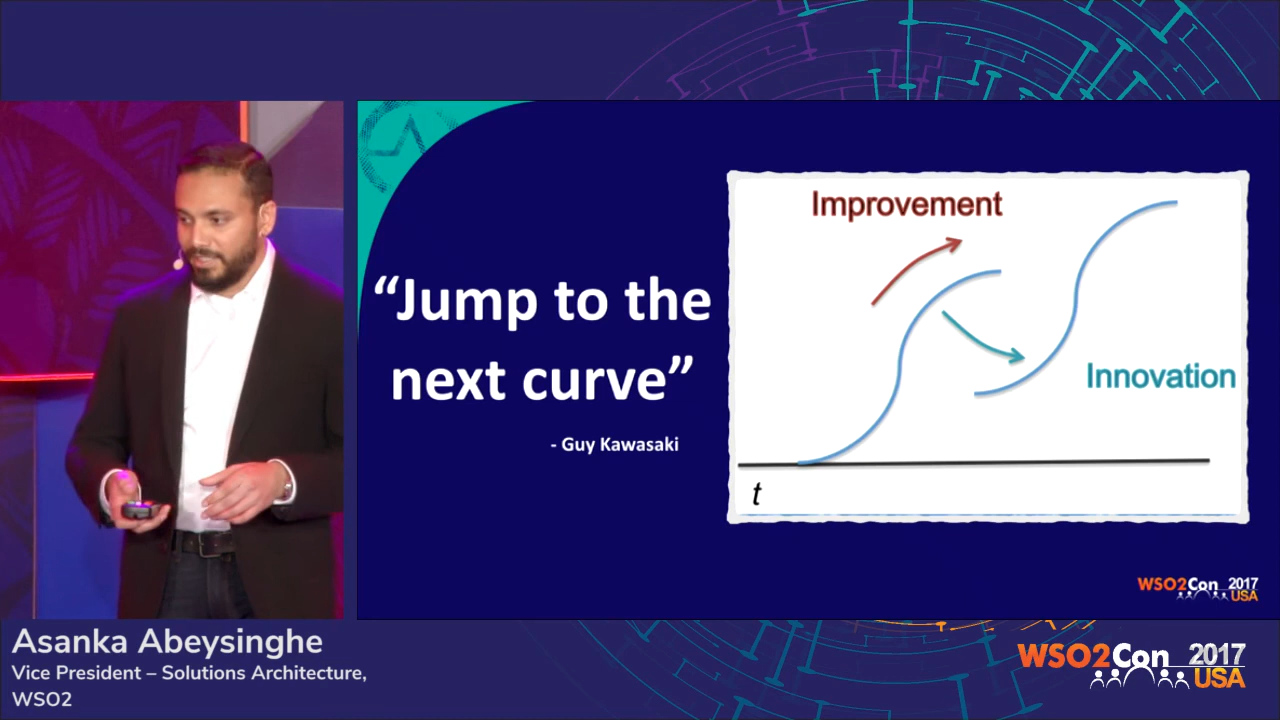 “Jump to the
next curve”
- Guy Kawasaki
Improvement
Innovation
t
WSO2Con 2017
USA
Asanka Abeysinghe
Vice President – Solutions Architecture,
WSO2
WSO2Con 2017
USA